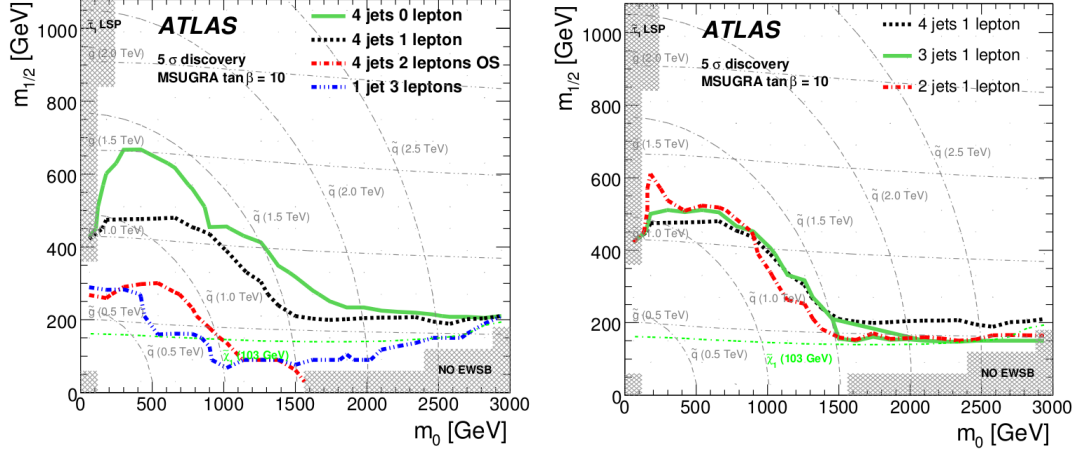 m1/2 [GeV]
1000
800
600
400
200
0
τ̃1 LSP
ATLAS
5 σ discovery
MSUGRA tan β = 10
4 jets 0 lepton
4 jets 1 lepton
4 jets 2 leptons OS
1 jet 3 leptons
(2.0 TeV)
(1.5 TeV)
(1.0 TeV)
(0.5 TeV)
q̃ (2.5 TeV)
q̃ (2.0 TeV)
q̃ (1.5 TeV)
q̃ (1.0 TeV)
q̃ (0.5 TeV)
(103 GeV)
NO EWSB
0 500 1000 1500 2000 2500 3000
m0 [GeV]
m1/2 [GeV]
1000
800
600
400
200
0
τ̃1 LSP
ATLAS
5 σ discovery
MSUGRA tan β = 10
4 jets 1 lepton
3 jets 1 lepton
2 jets 1 lepton
(2.0 TeV)
(1.5 TeV)
(1.0 TeV)
(0.5 TeV)
q̃ (2.5 TeV)
q̃ (2.0 TeV)
q̃ (1.5 TeV)
q̃ (1.0 TeV)
q̃ (0.5 TeV)
(103 GeV)
NO EWSB
0 500 1000 1500 2000 2500 3000
m0 [GeV]